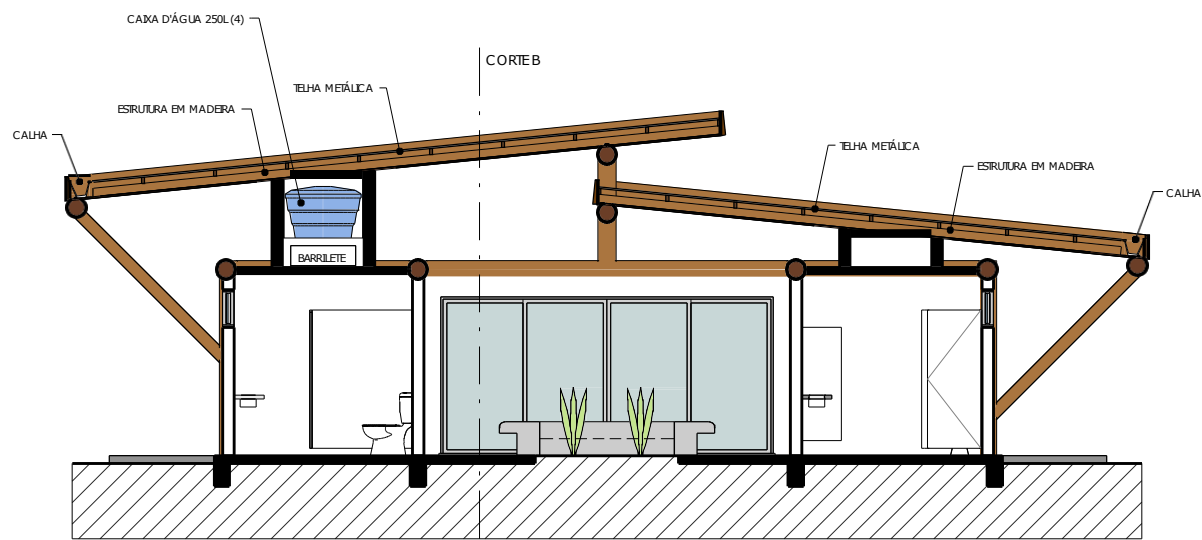 CAIXA D'ÁGUA 250L (4)
CORTE B
TELHA METÁLICA
ESTRUTURA EM MADEIRA
CALHA
TELHA METÁLICA
ESTRUTURA EM MADEIRA
CALHA
BARRILETE